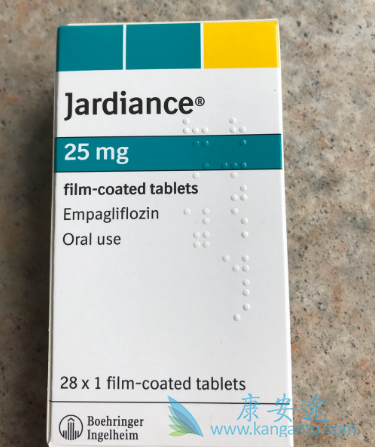 Jardiance®
25 mg
film-coated tablets
Empagliflozin
Oral use
28 x 1 film-coated tablets
Boehringer
Ingelheim
康安途
www.kangantu.com